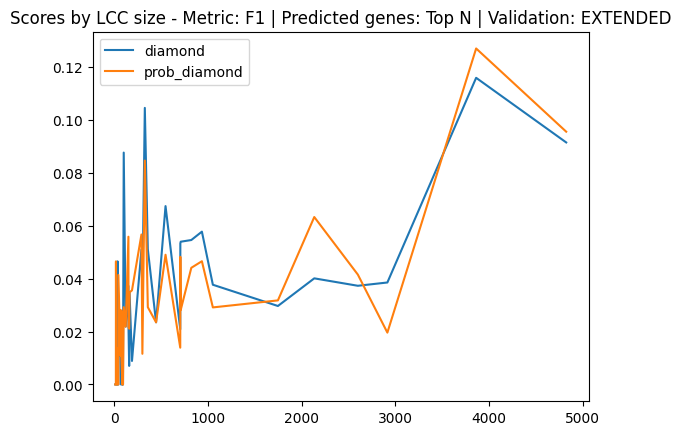 Scores by LCC size - Metric: F1 | Predicted genes: Top N | Validation: EXTENDED
diamond
prob_diamond
0.12
0.10
0.08
0.06
0.04
0.02
0.00
0 1000 2000 3000 4000 5000